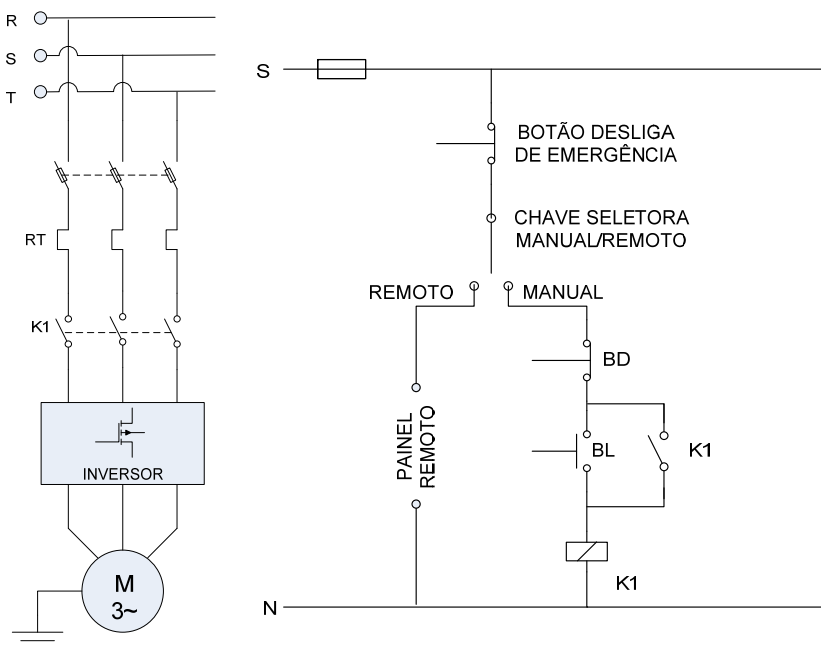 R
S
T
RT
K1
INVERSOR
M
3~
S
BOTÃO DESLIGA
DE EMERGÊNCIA
CHAVE SELETORA
MANUAL/REMOTO
REMOTO
MANUAL
BD
PAINEL
REMOTO
BL
K1
K1
N